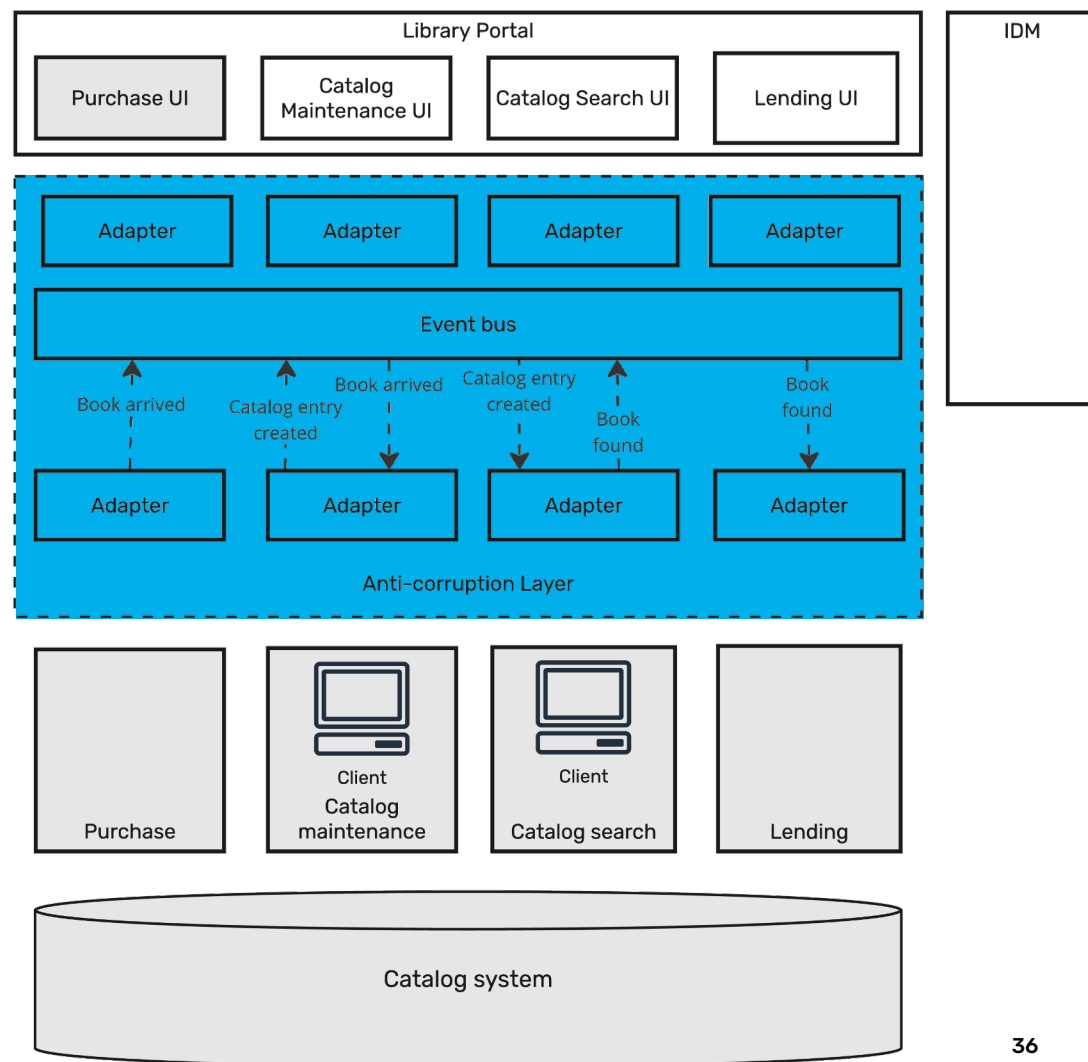 Library Portal
IDM
Purchase UI
Catalog
Maintenance UI
Catalog Search UI
Lending UI
Adapter
Adapter
Adapter
Adapter
Event bus
Book arrived
Catalog entry
created
Book arrived
Catalog entry
created
Book
found
Book
found
Adapter
Adapter
Adapter
Adapter
Anti-corruption Layer
Purchase
Client
Catalog
maintenance
Client
Catalog search
Lending
Catalog system
36